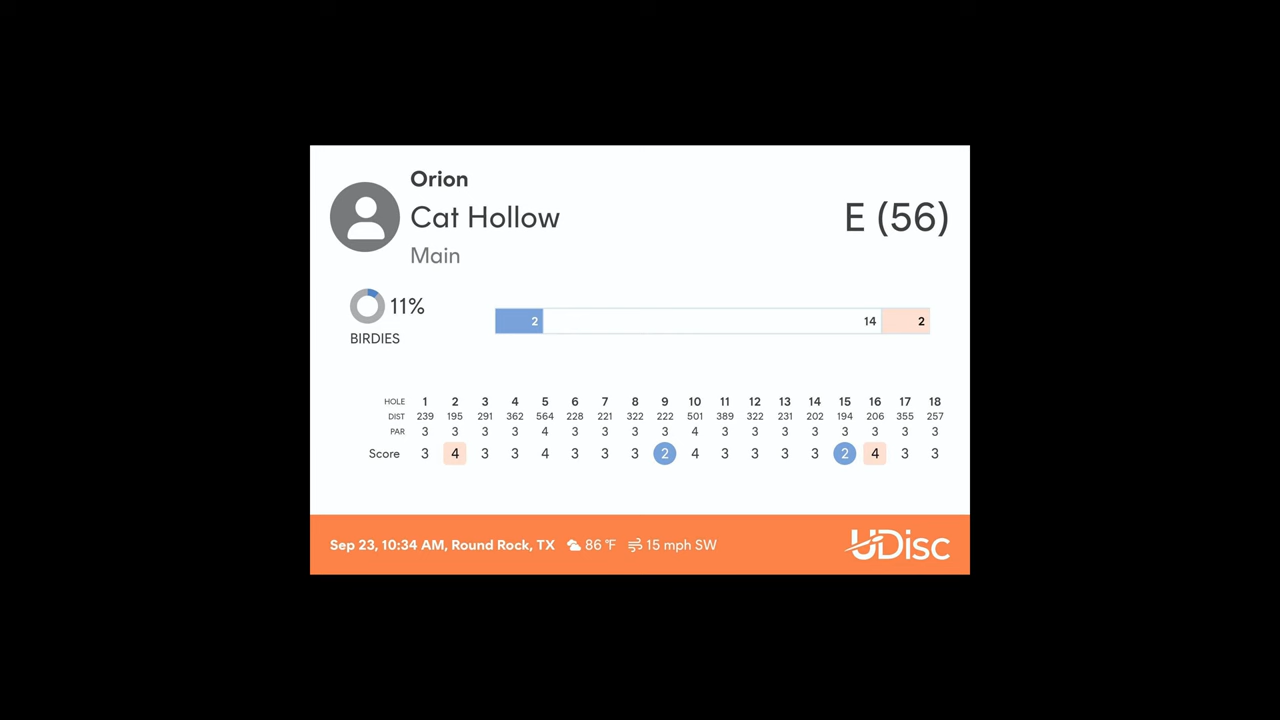 Orion
Cat Hollow
E (56)
Main
11%
BIRDIES
2 14 2
HOLE 1 2 3 4 5 6 7 8 9 10 11 12 13 14 15 16 17 18
DIST 239 195 291 362 564 228 221 322 222 501 389 322 231 202 194 206 355 257
PAR 3 3 3 3 4 3 3 3 3 4 3 3 3 3 3 3 3 3
Score 3 4 3 3 4 3 3 3 2 4 3 3 3 3 2 4 3 3
Sep 23, 10:34 AM, Round Rock, TX 86 °F 15 mph SW
UDisc